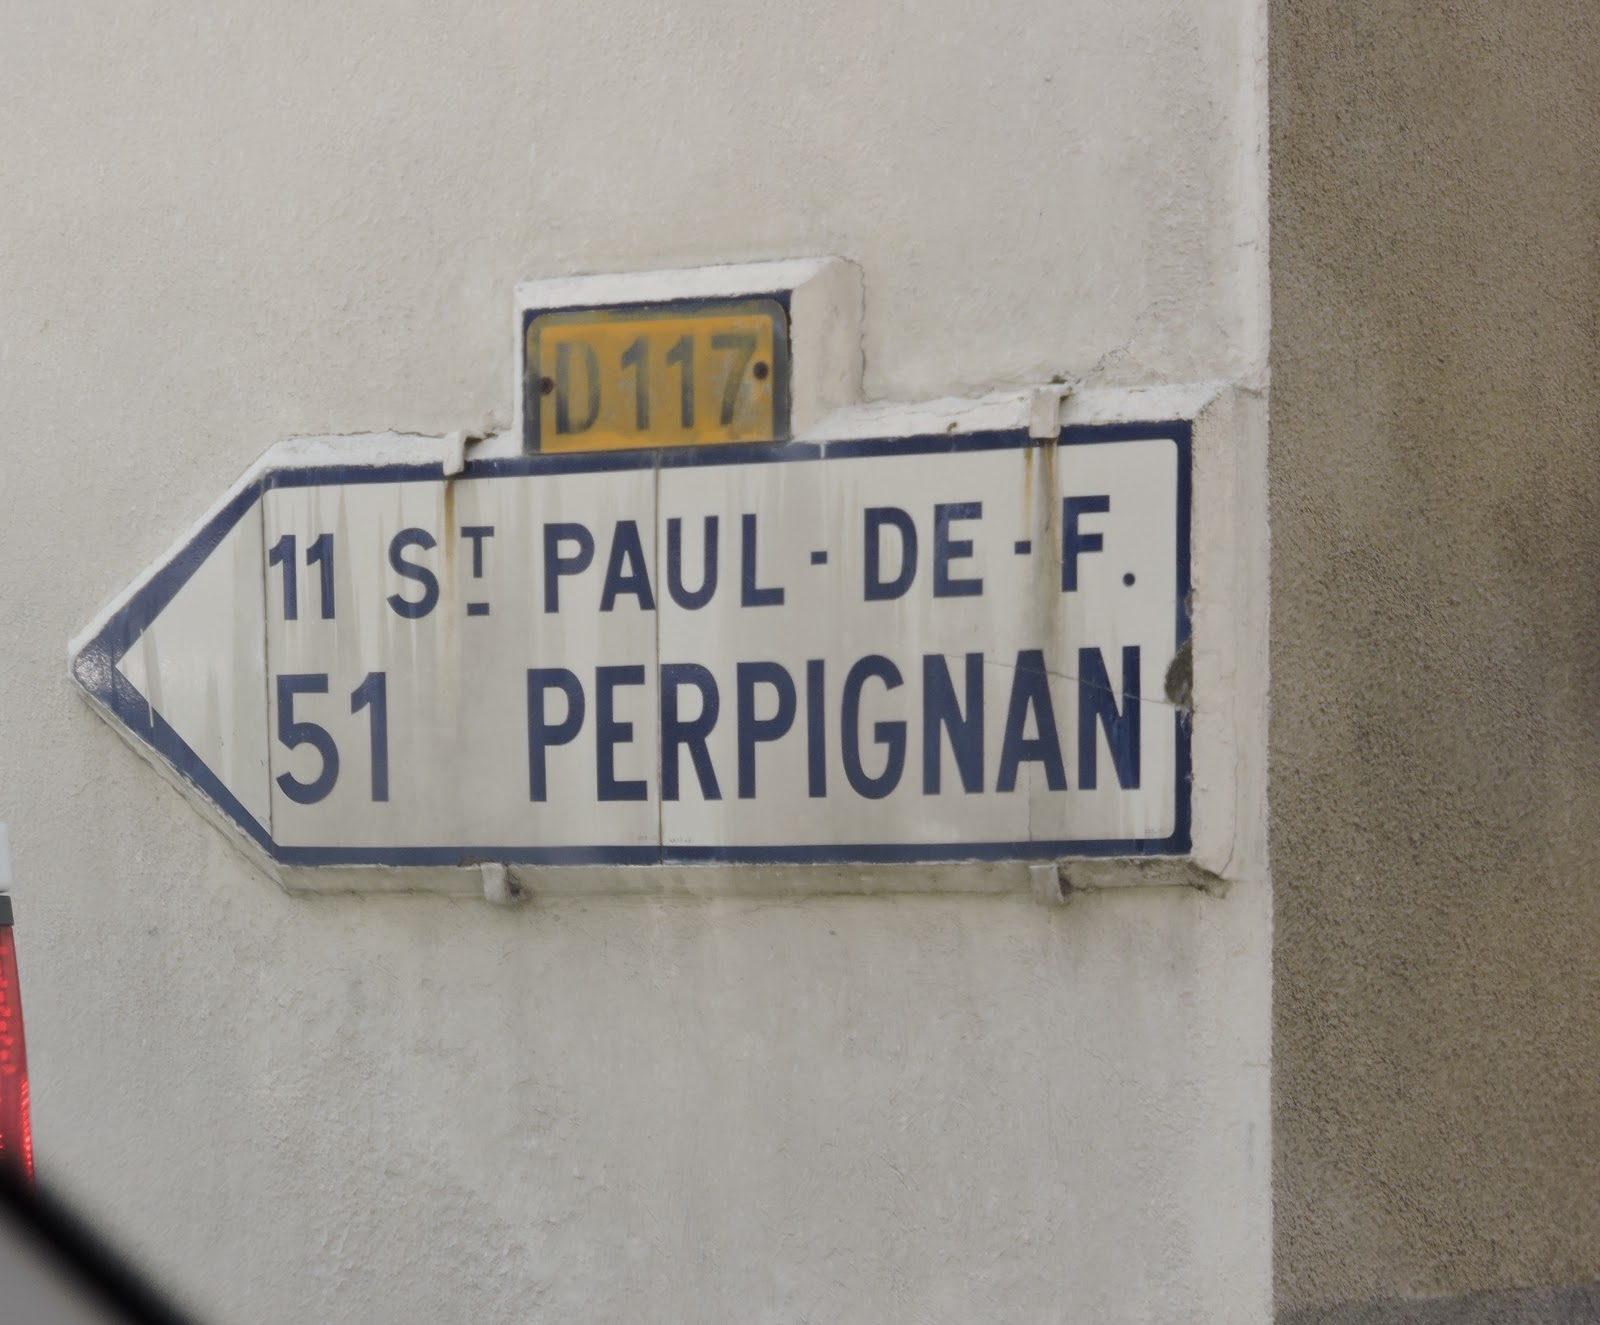 D117
11 ST PAUL-DE-F.
51 PERPIGNAN